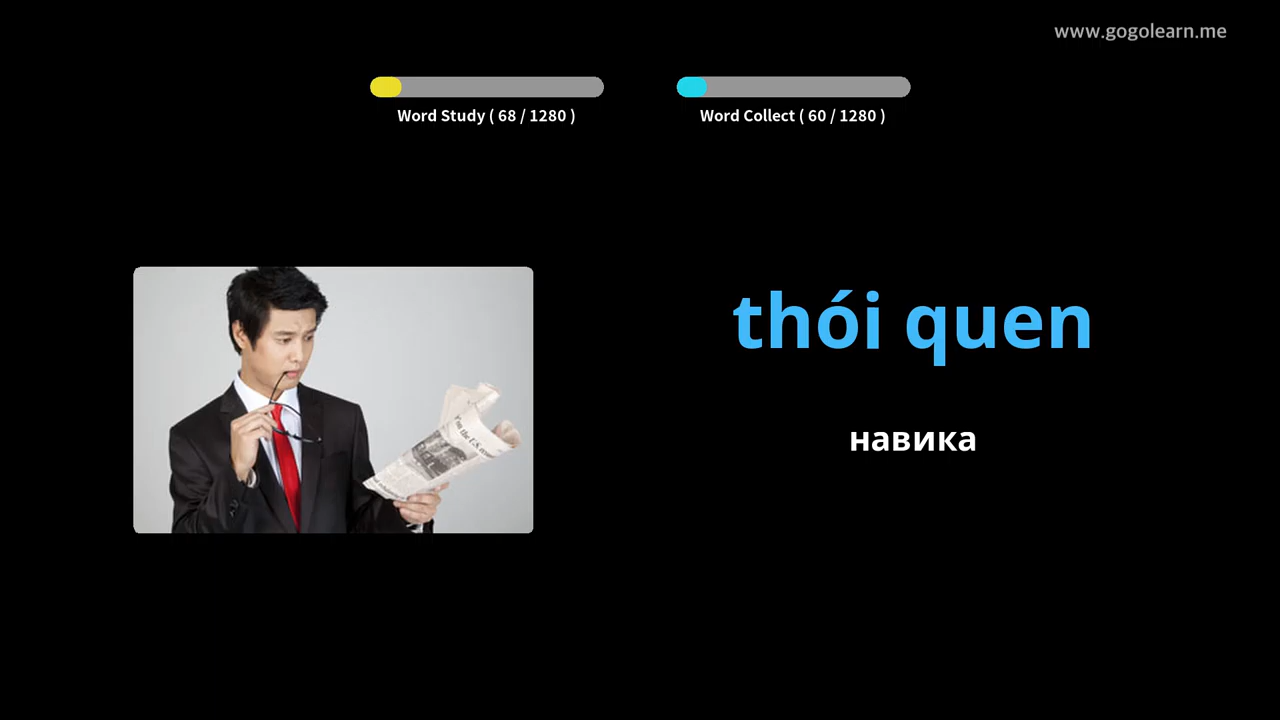 www.gogolearn.me
Word Study ( 68 / 1280 )
Word Collect ( 60 / 1280 )
thói quen
навика